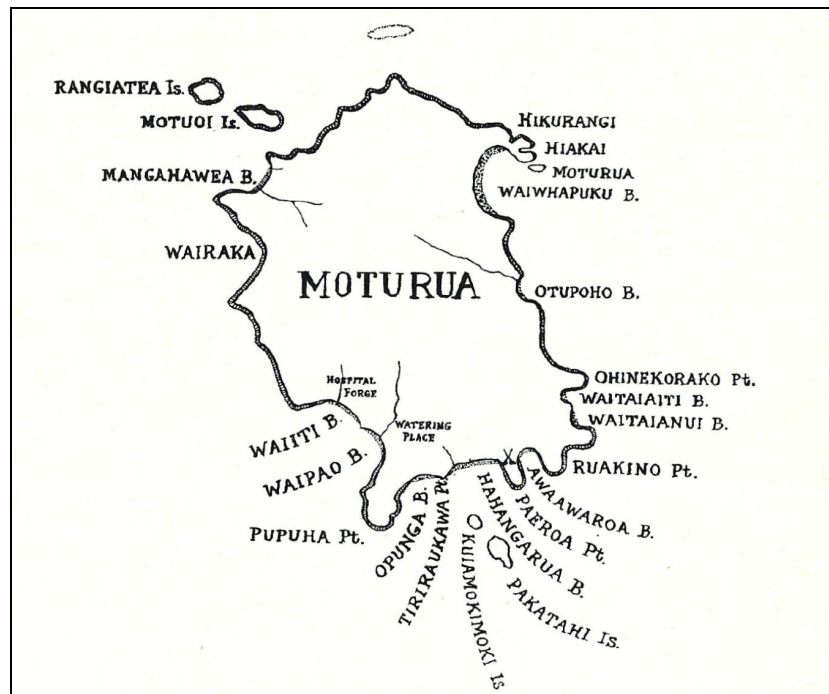 RANGIATEA Is.
MOTUOI Is.
HIKURANGI
HIAKAI
MOTURUA
MANGAHAWEA B.
WAIWHAPUKU B.
WAIRAKA
MOTURUA
OTUPOHO B.
OHINEKORAKO Pt.
WAITAIAITI B.
WAITAIANUI B.
HOSPITAL
FORGE
WATERING
PLACE
WAIITI B.
WAIPAO B.
RUAKINO Pt.
PUPUHA Pt.
OPUNGA B.
TIRIRAUKAWA Pt.
KUIAMOKIMOKI Is
PAKATAHI Is.
HAHANGARUA B.
PAEROA Pt.
AWAAWAROA B.